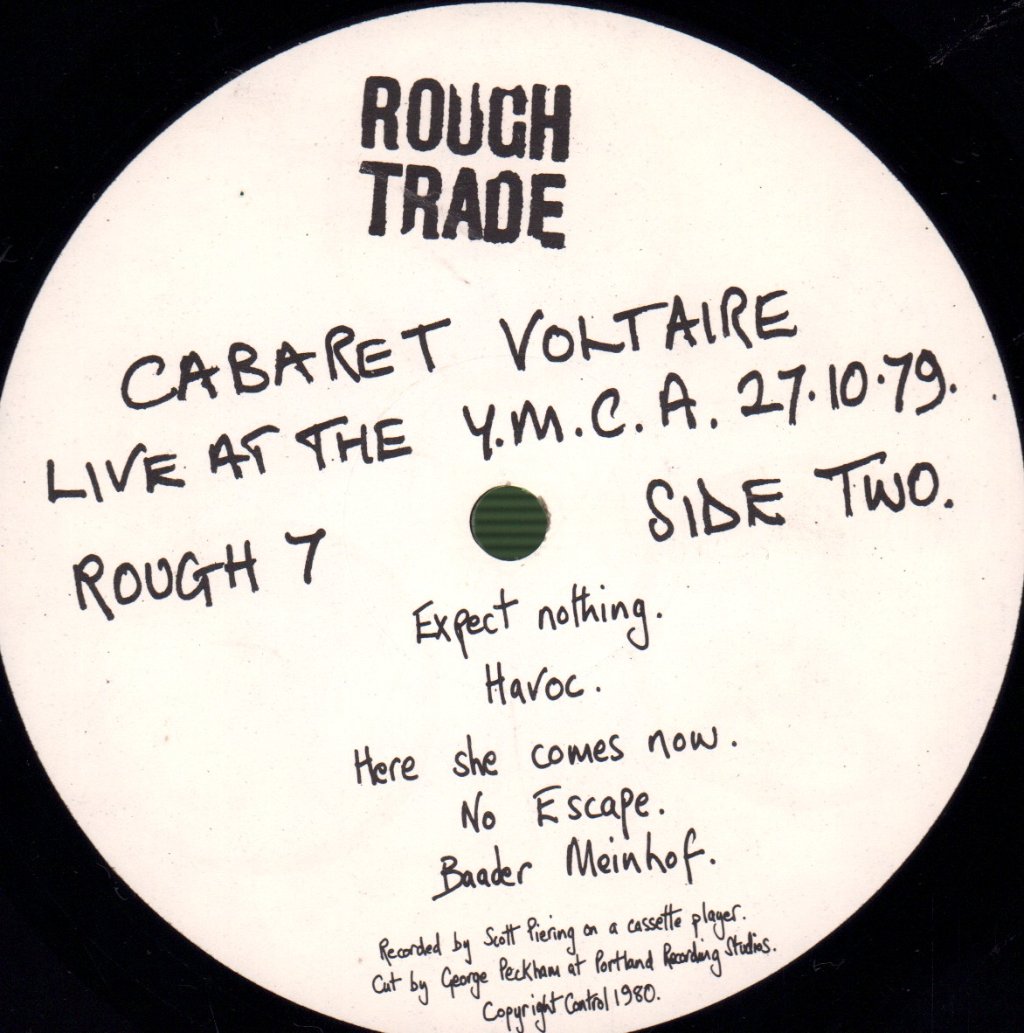 ROUGH
TRADE
CABARET VOLTAIRE
LIVE AT THE Y.M.C.A. 27.10.79.
ROUGH 7 SIDE TWO.
Expect nothing.
Havoc.
Here she comes now.
No Escape.
Baader Meinhof.
Recorded by Scott Piering on a cassette player.
Cut by George Peckham at Portland Recording Studios.
Copyright Control 1980.